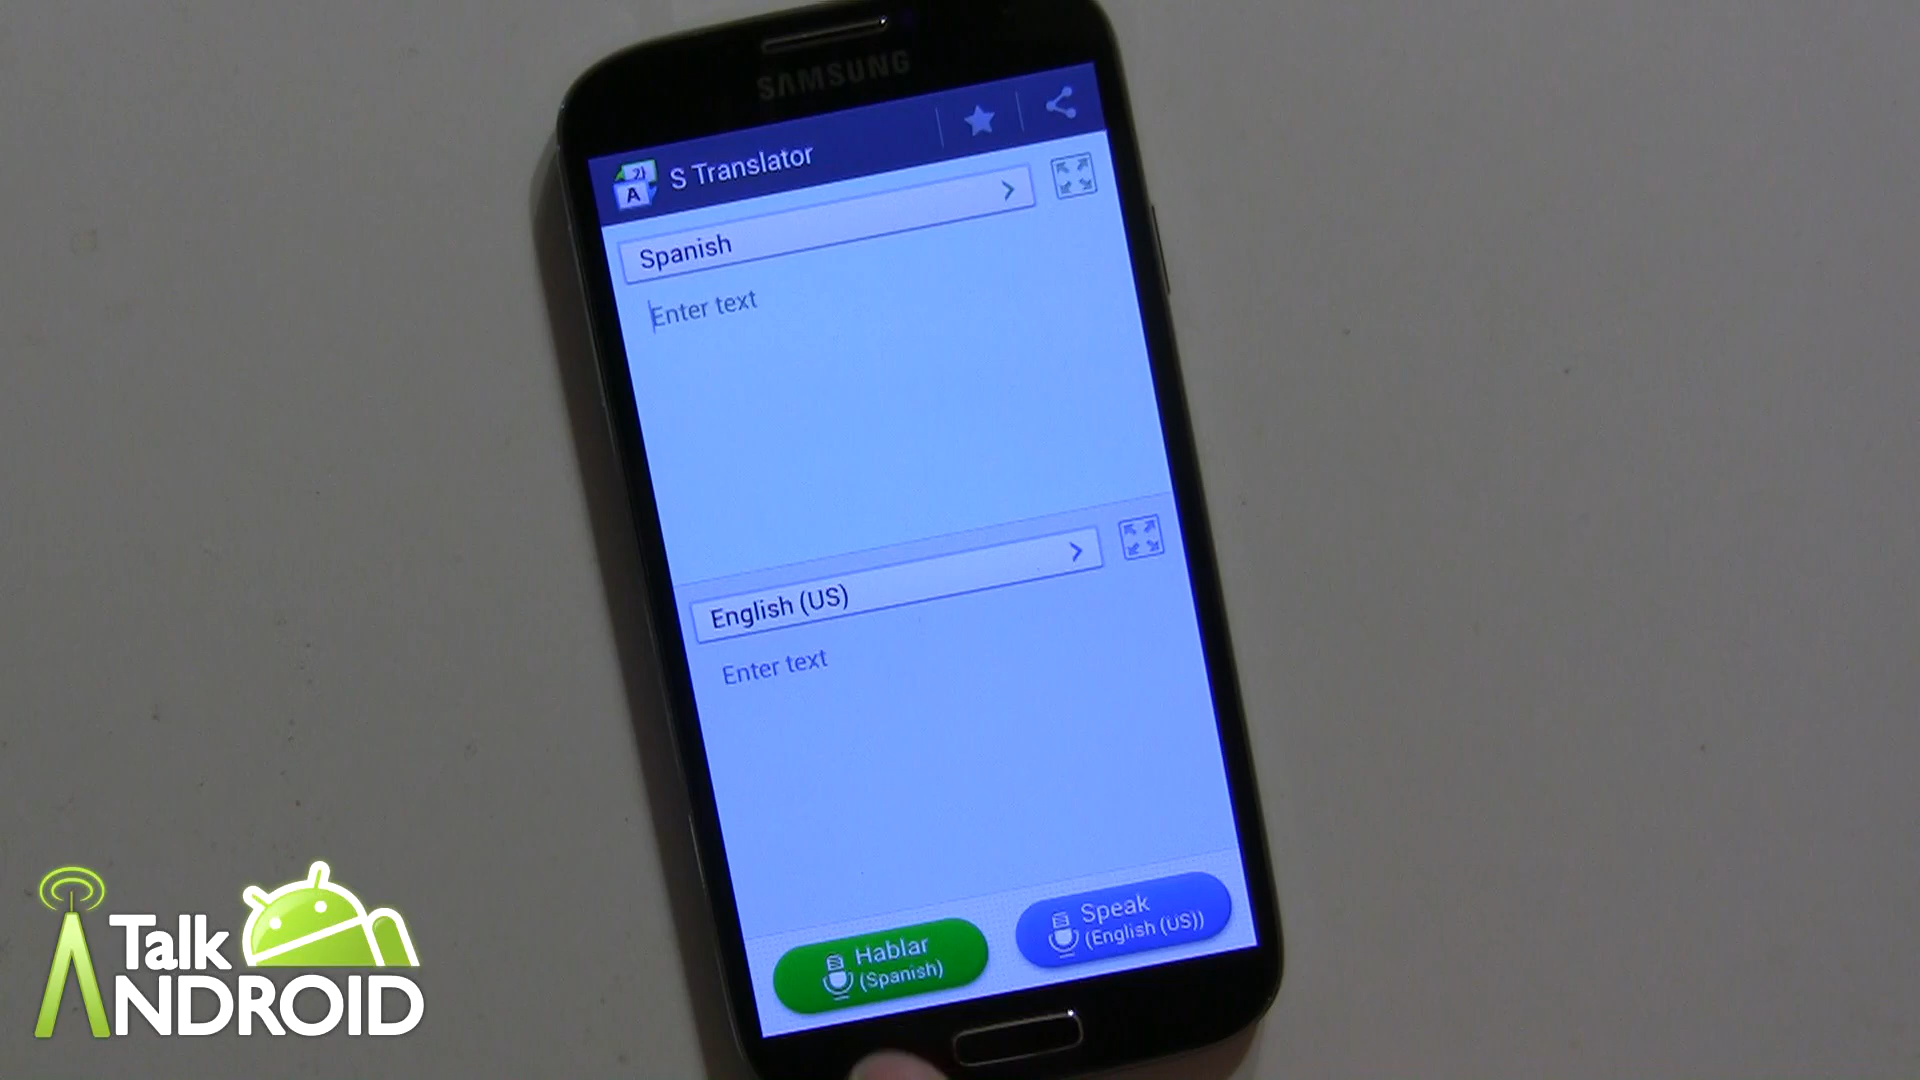 SAMSUNG
S Translator
Spanish
Enter text
English (US)
Enter text
Hablar
(Spanish)
Speak
(English (US))
Talk
ANDROID